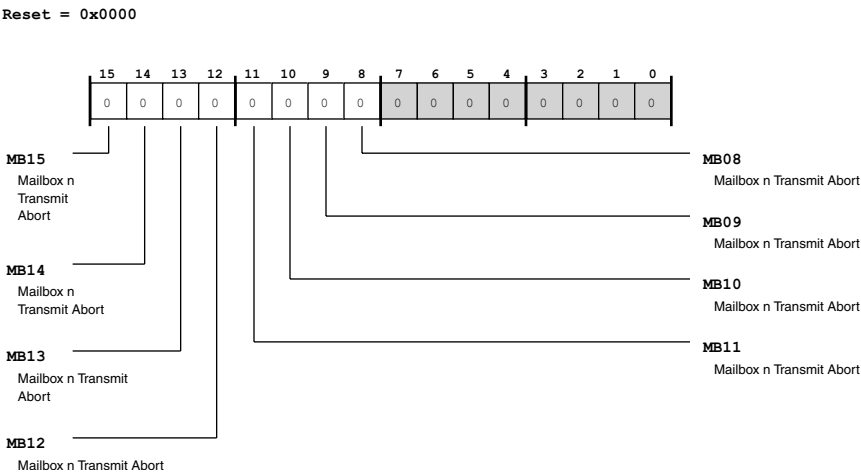 Reset = 0x0000
15 14 13 12 11 10 9 8 7 6 5 4 3 2 1 0
0 0 0 0 0 0 0 0 0 0 0 0 0 0 0 0
MB15
Mailbox n
Transmit
Abort
MB14
Mailbox n
Transmit Abort
MB13
Mailbox n Transmit
Abort
MB12
Mailbox n Transmit Abort
MB08
Mailbox n Transmit Abort
MB09
Mailbox n Transmit Abort
MB10
Mailbox n Transmit Abort
MB11
Mailbox n Transmit Abort